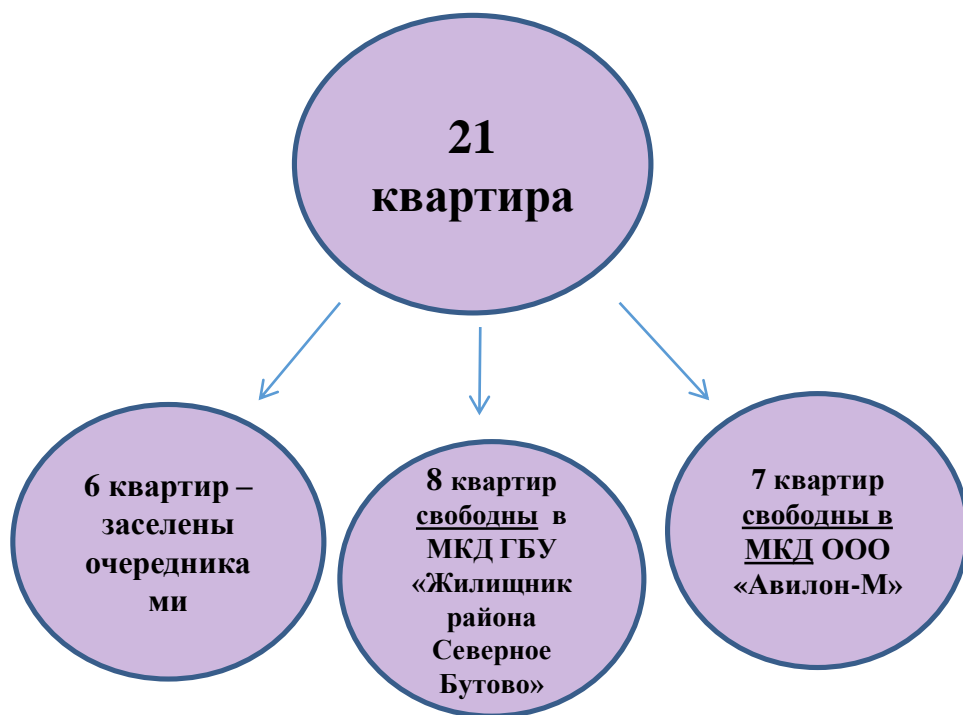 21
квартира
6 квартир –
заселены
очередника
ми
8 квартир
свободны в
МКД ГБУ
«Жилищник
района
Северное
Бутово»
7 квартир
свободны в
МКД ООО
«Авилон-М»